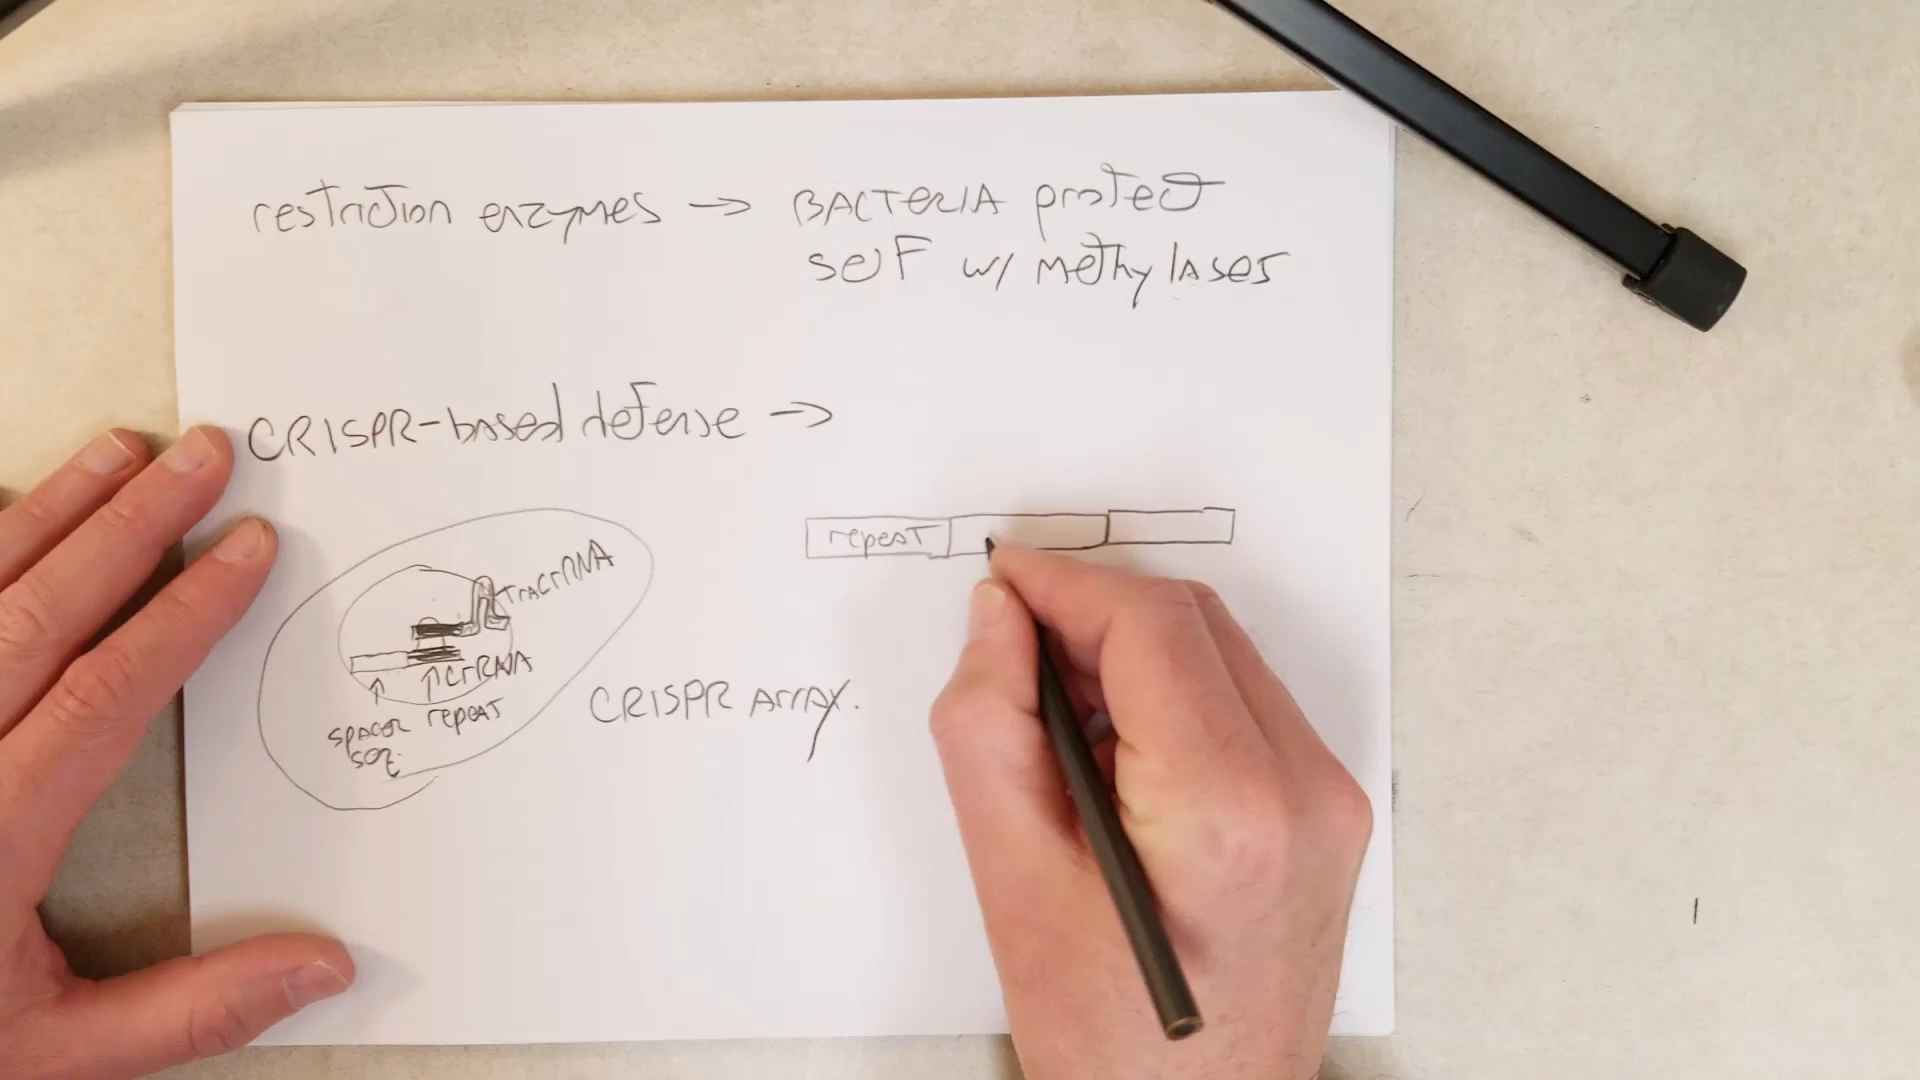 restriction enzymes → BACTERIA protect
self w/ methylases
CRISPR-based defense →
repeat
tracrRNA
crRNA
spacer repeat
seq.
CRISPR ARRAY.